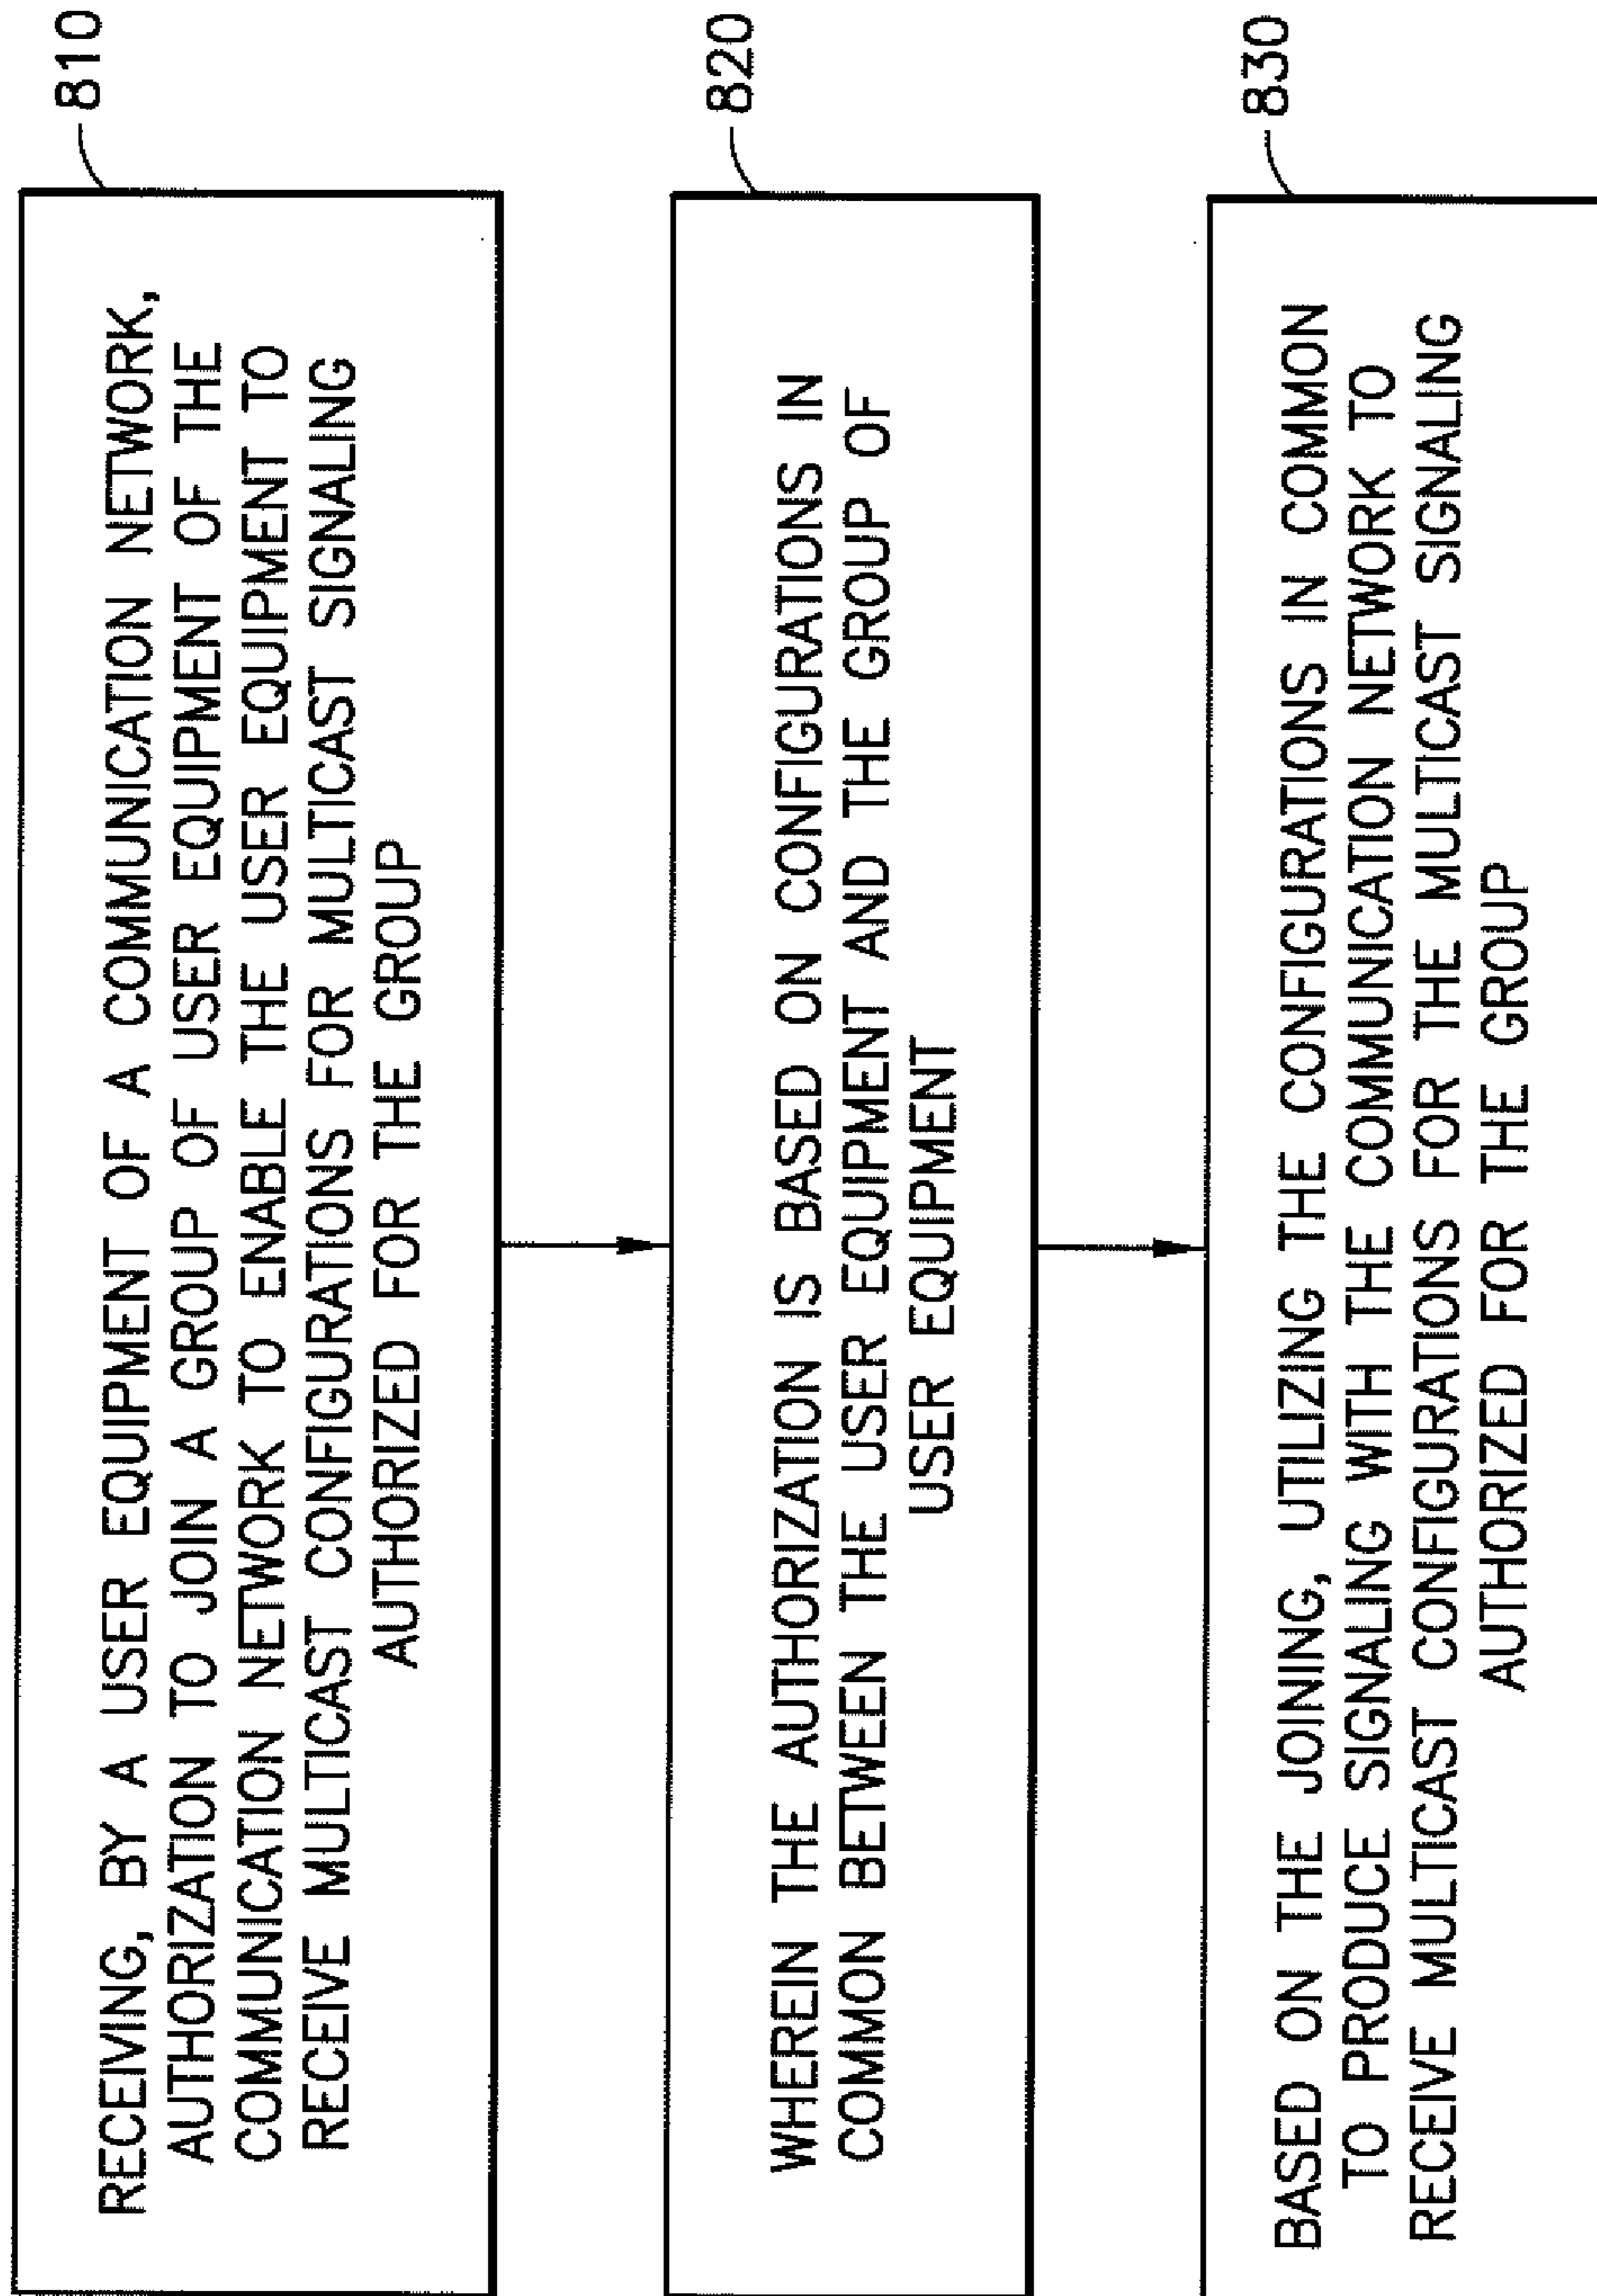 RECEIVING, BY A USER EQUIPMENT OF A COMMUNICATION NETWORK,
AUTHORIZATION TO JOIN A GROUP OF USER EQUIPMENT OF THE
COMMUNICATION NETWORK TO ENABLE THE USER EQUIPMENT TO
RECEIVE MULTICAST CONFIGURATIONS FOR MULTICAST SIGNALING
AUTHORIZED FOR THE GROUP
810
WHEREIN THE AUTHORIZATION IS BASED ON CONFIGURATIONS IN
COMMON BETWEEN THE USER EQUIPMENT AND THE GROUP OF
USER EQUIPMENT
820
BASED ON THE JOINING, UTILIZING THE CONFIGURATIONS IN COMMON
TO PRODUCE SIGNALING WITH THE COMMUNICATION NETWORK TO
RECEIVE MULTICAST CONFIGURATIONS FOR THE MULTICAST SIGNALING
AUTHORIZED FOR THE GROUP
830